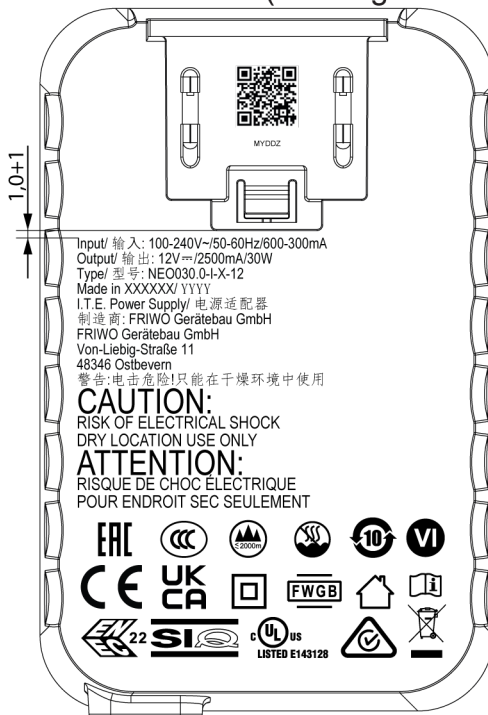 MYDDZ
1,0+1
Input/ 输入: 100-240V~/50-60Hz/600-300mA
Output/ 输出: 12V⎓/2500mA/30W
Type/ 型号: NEO030.0-I-X-12
Made in XXXXXX/ YYYY
I.T.E. Power Supply/ 电源适配器
制造商: FRIWO Gerätebau GmbH
FRIWO Gerätebau GmbH
Von-Liebig-Straße 11
48346 Ostbevern
警告:电击危险!只能在干燥环境中使用
CAUTION:
RISK OF ELECTRICAL SHOCK
DRY LOCATION USE ONLY
ATTENTION:
RISQUE DE CHOC ÉLECTRIQUE
POUR ENDROIT SEC SEULEMENT
EAC CCC ≤2000m 10 VI
CE UK CA FWGB i
ENEC 22 SIQ c UL us
LISTED E143128